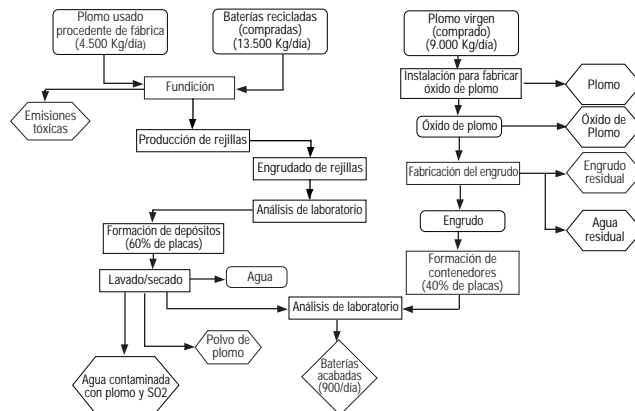 Plomo usado
procedente de fábrica
(4.500 Kg/día)
Baterías recicladas
(compradas)
(13.500 Kg/día)
Plomo virgen
(comprado)
(9.000 Kg/día)
Fundición
Instalación para fabricar
óxido de plomo
Plomo
Emisiones
tóxicas
Producción de rejillas
Óxido de plomo
Óxido de
Plomo
Engrudado de rejillas
Fabricación del engrudo
Engrudo
residual
Análisis de laboratorio
Engrudo
Agua
residual
Formación de depósitos
(60% de placas)
Formación de
contenedores
(40% de placas)
Lavado/secado
Agua
Análisis de laboratorio
Polvo de
plomo
Agua contaminada
con plomo y SO2
Baterías
acabadas
(900/día)